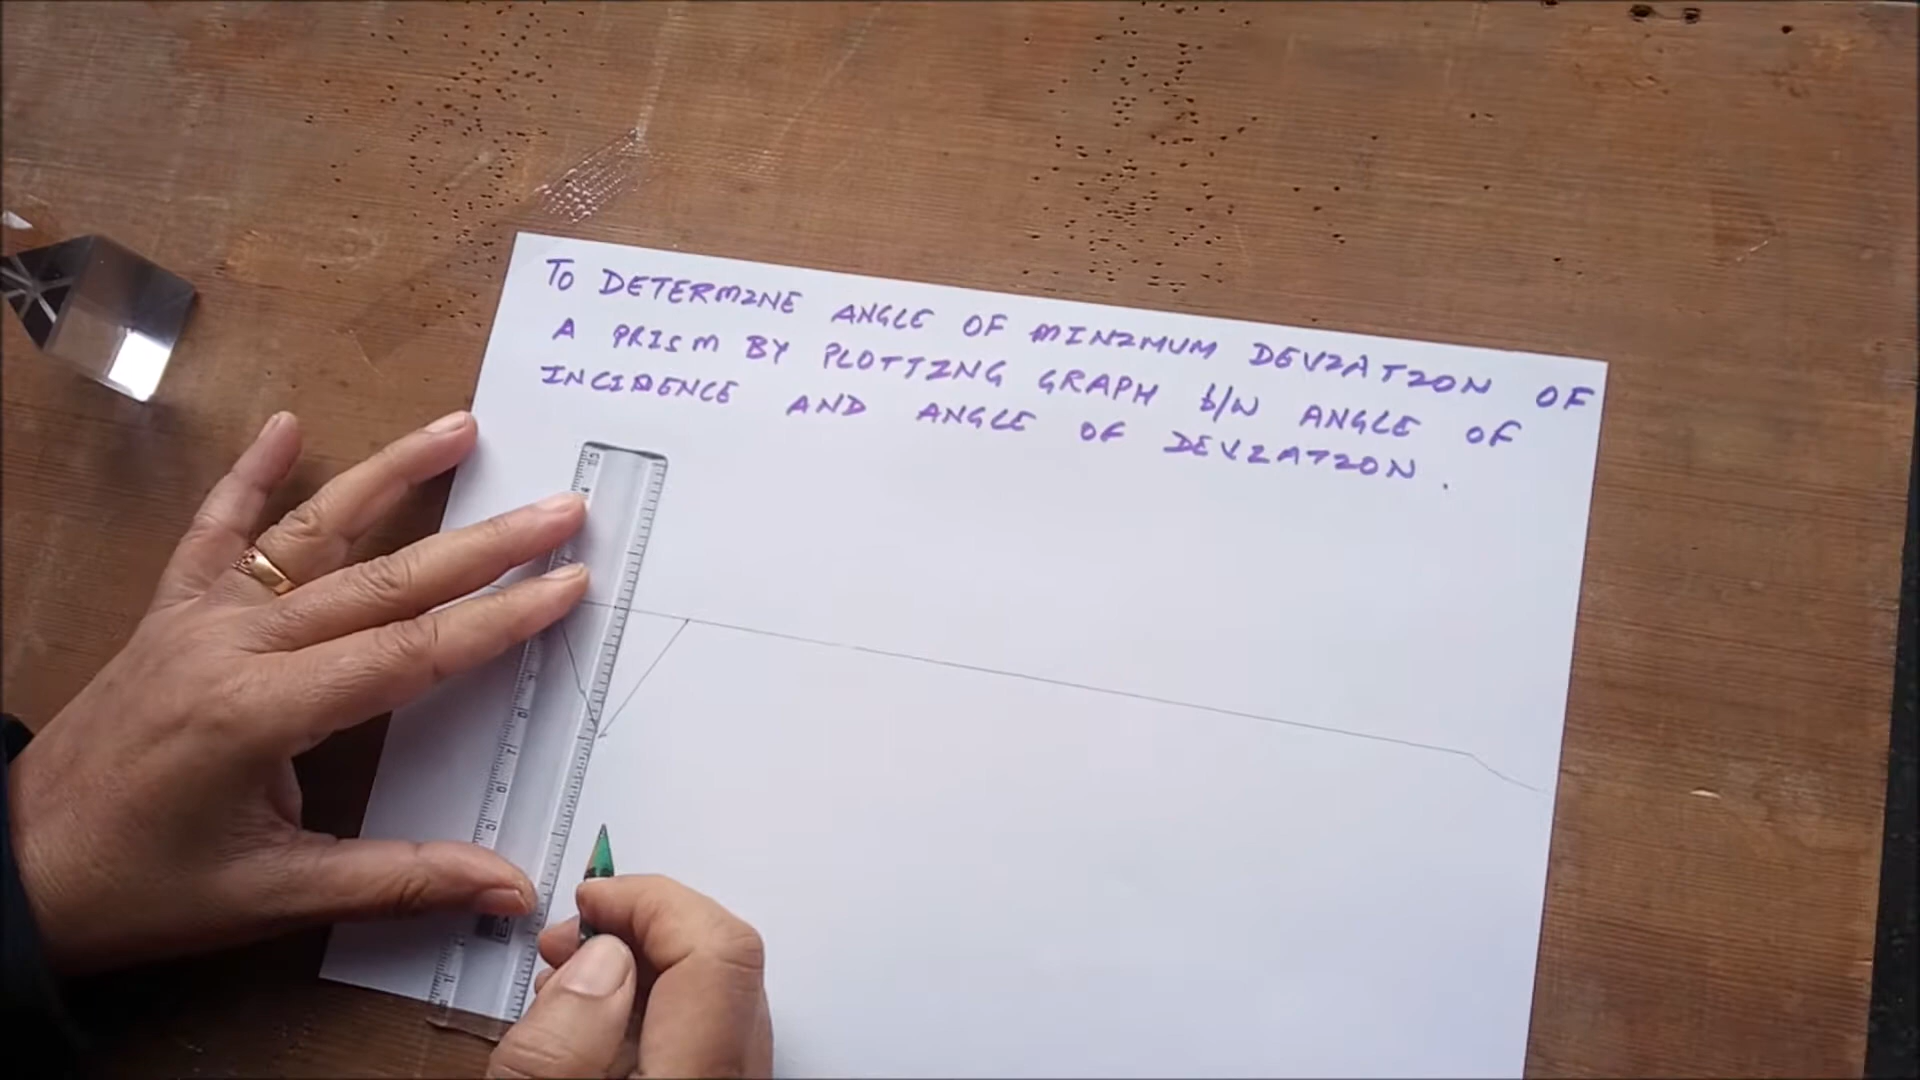 TO DETERMINE ANGLE OF MINIMUM DEVIATION OF
A PRISM BY PLOTTING GRAPH b/w ANGLE OF
INCIDENCE AND ANGLE OF DEVIATION.